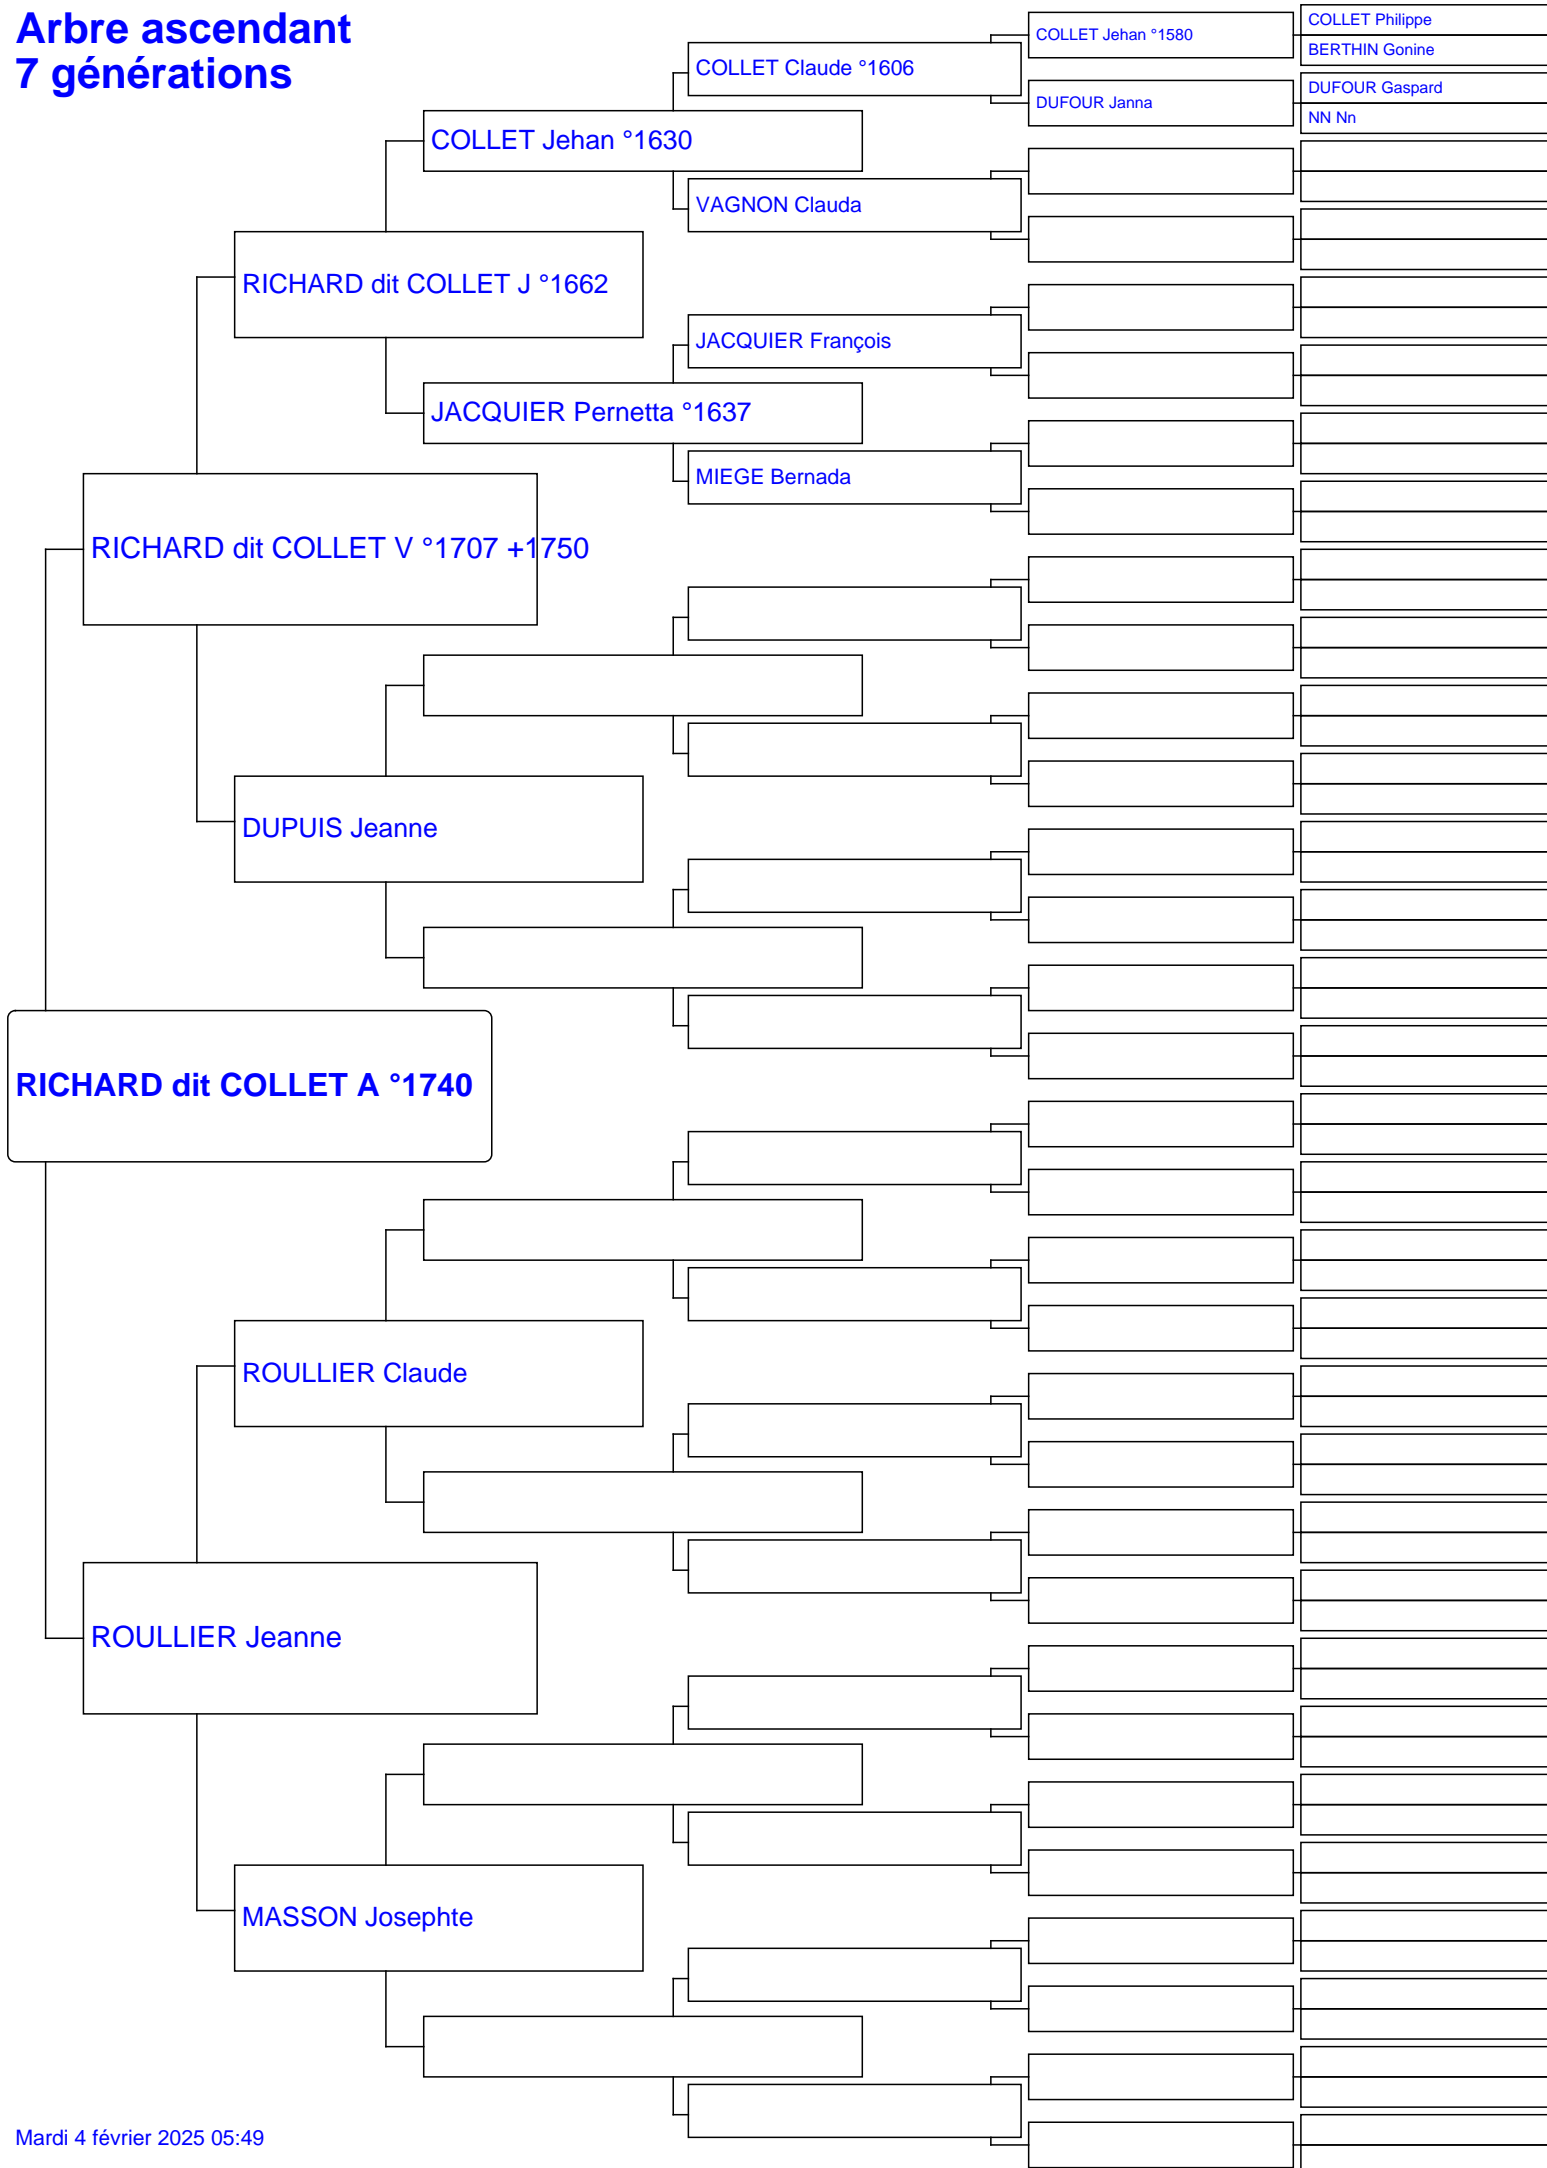 Arbre ascendant
7 générations
COLLET Philippe
COLLET Jehan °1580
BERTHIN Gonine
COLLET Claude °1606
DUFOUR Gaspard
DUFOUR Janna
NN Nn
COLLET Jehan °1630
VAGNON Clauda
RICHARD dit COLLET J °1662
JACQUIER François
JACQUIER Pernetta °1637
MIEGE Bernada
RICHARD dit COLLET V °1707 +1750
DUPUIS Jeanne
RICHARD dit COLLET A °1740
ROULLIER Claude
ROULLIER Jeanne
MASSON Josephte
Mardi 4 février 2025 05:49